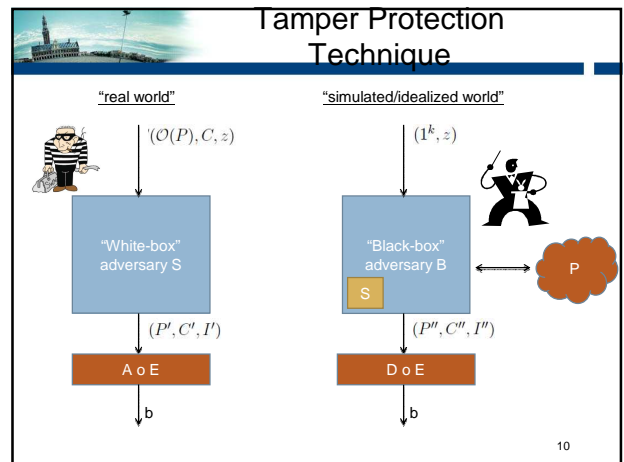 Tamper Protection
Technique
"real world"
"simulated/idealized world"
'(𝒪(P), C, z)
(1^k, z)
"White-box"
adversary S
"Black-box"
adversary B
S
P
(P′, C′, I′)
(P″, C″, I″)
A o E
D o E
b
b
10